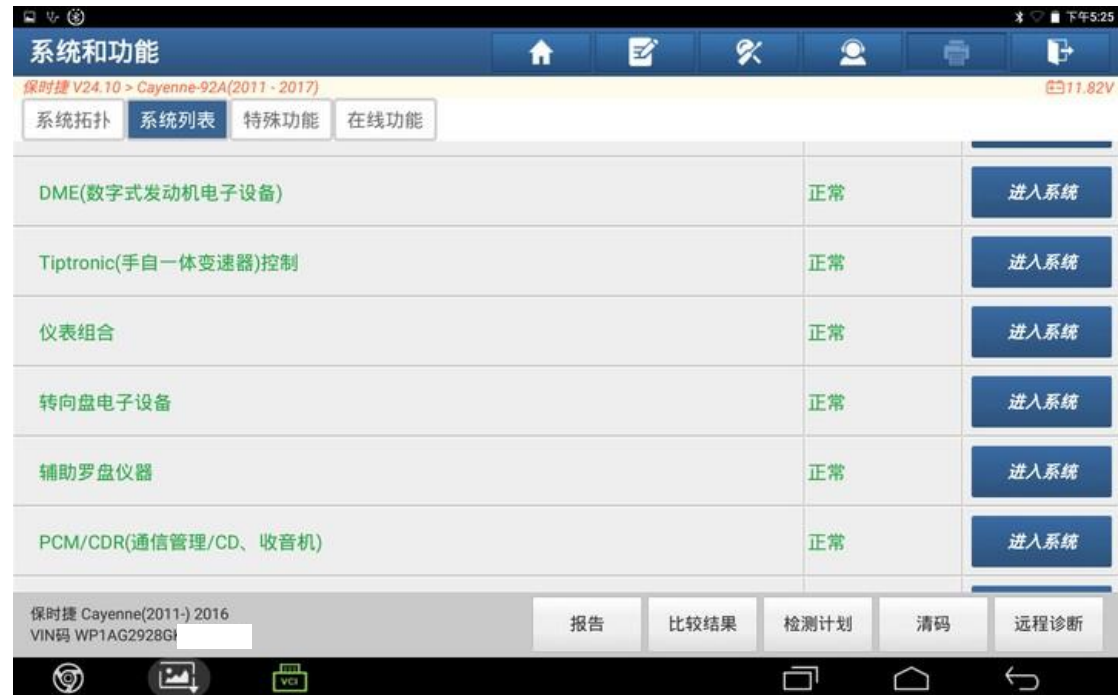 下午5:25
系统和功能
保时捷 V24.10 > Cayenne-92A(2011 - 2017)
11.82V
系统拓扑 系统列表 特殊功能 在线功能
DME(数字式发动机电子设备) 正常 进入系统
Tiptronic(手自一体变速器)控制 正常 进入系统
仪表组合 正常 进入系统
转向盘电子设备 正常 进入系统
辅助罗盘仪器 正常 进入系统
PCM/CDR(通信管理/CD、收音机) 正常 进入系统
保时捷 Cayenne(2011-) 2016
VIN码 WP1AG2928G
报告 比较结果 检测计划 清码 远程诊断
VCI